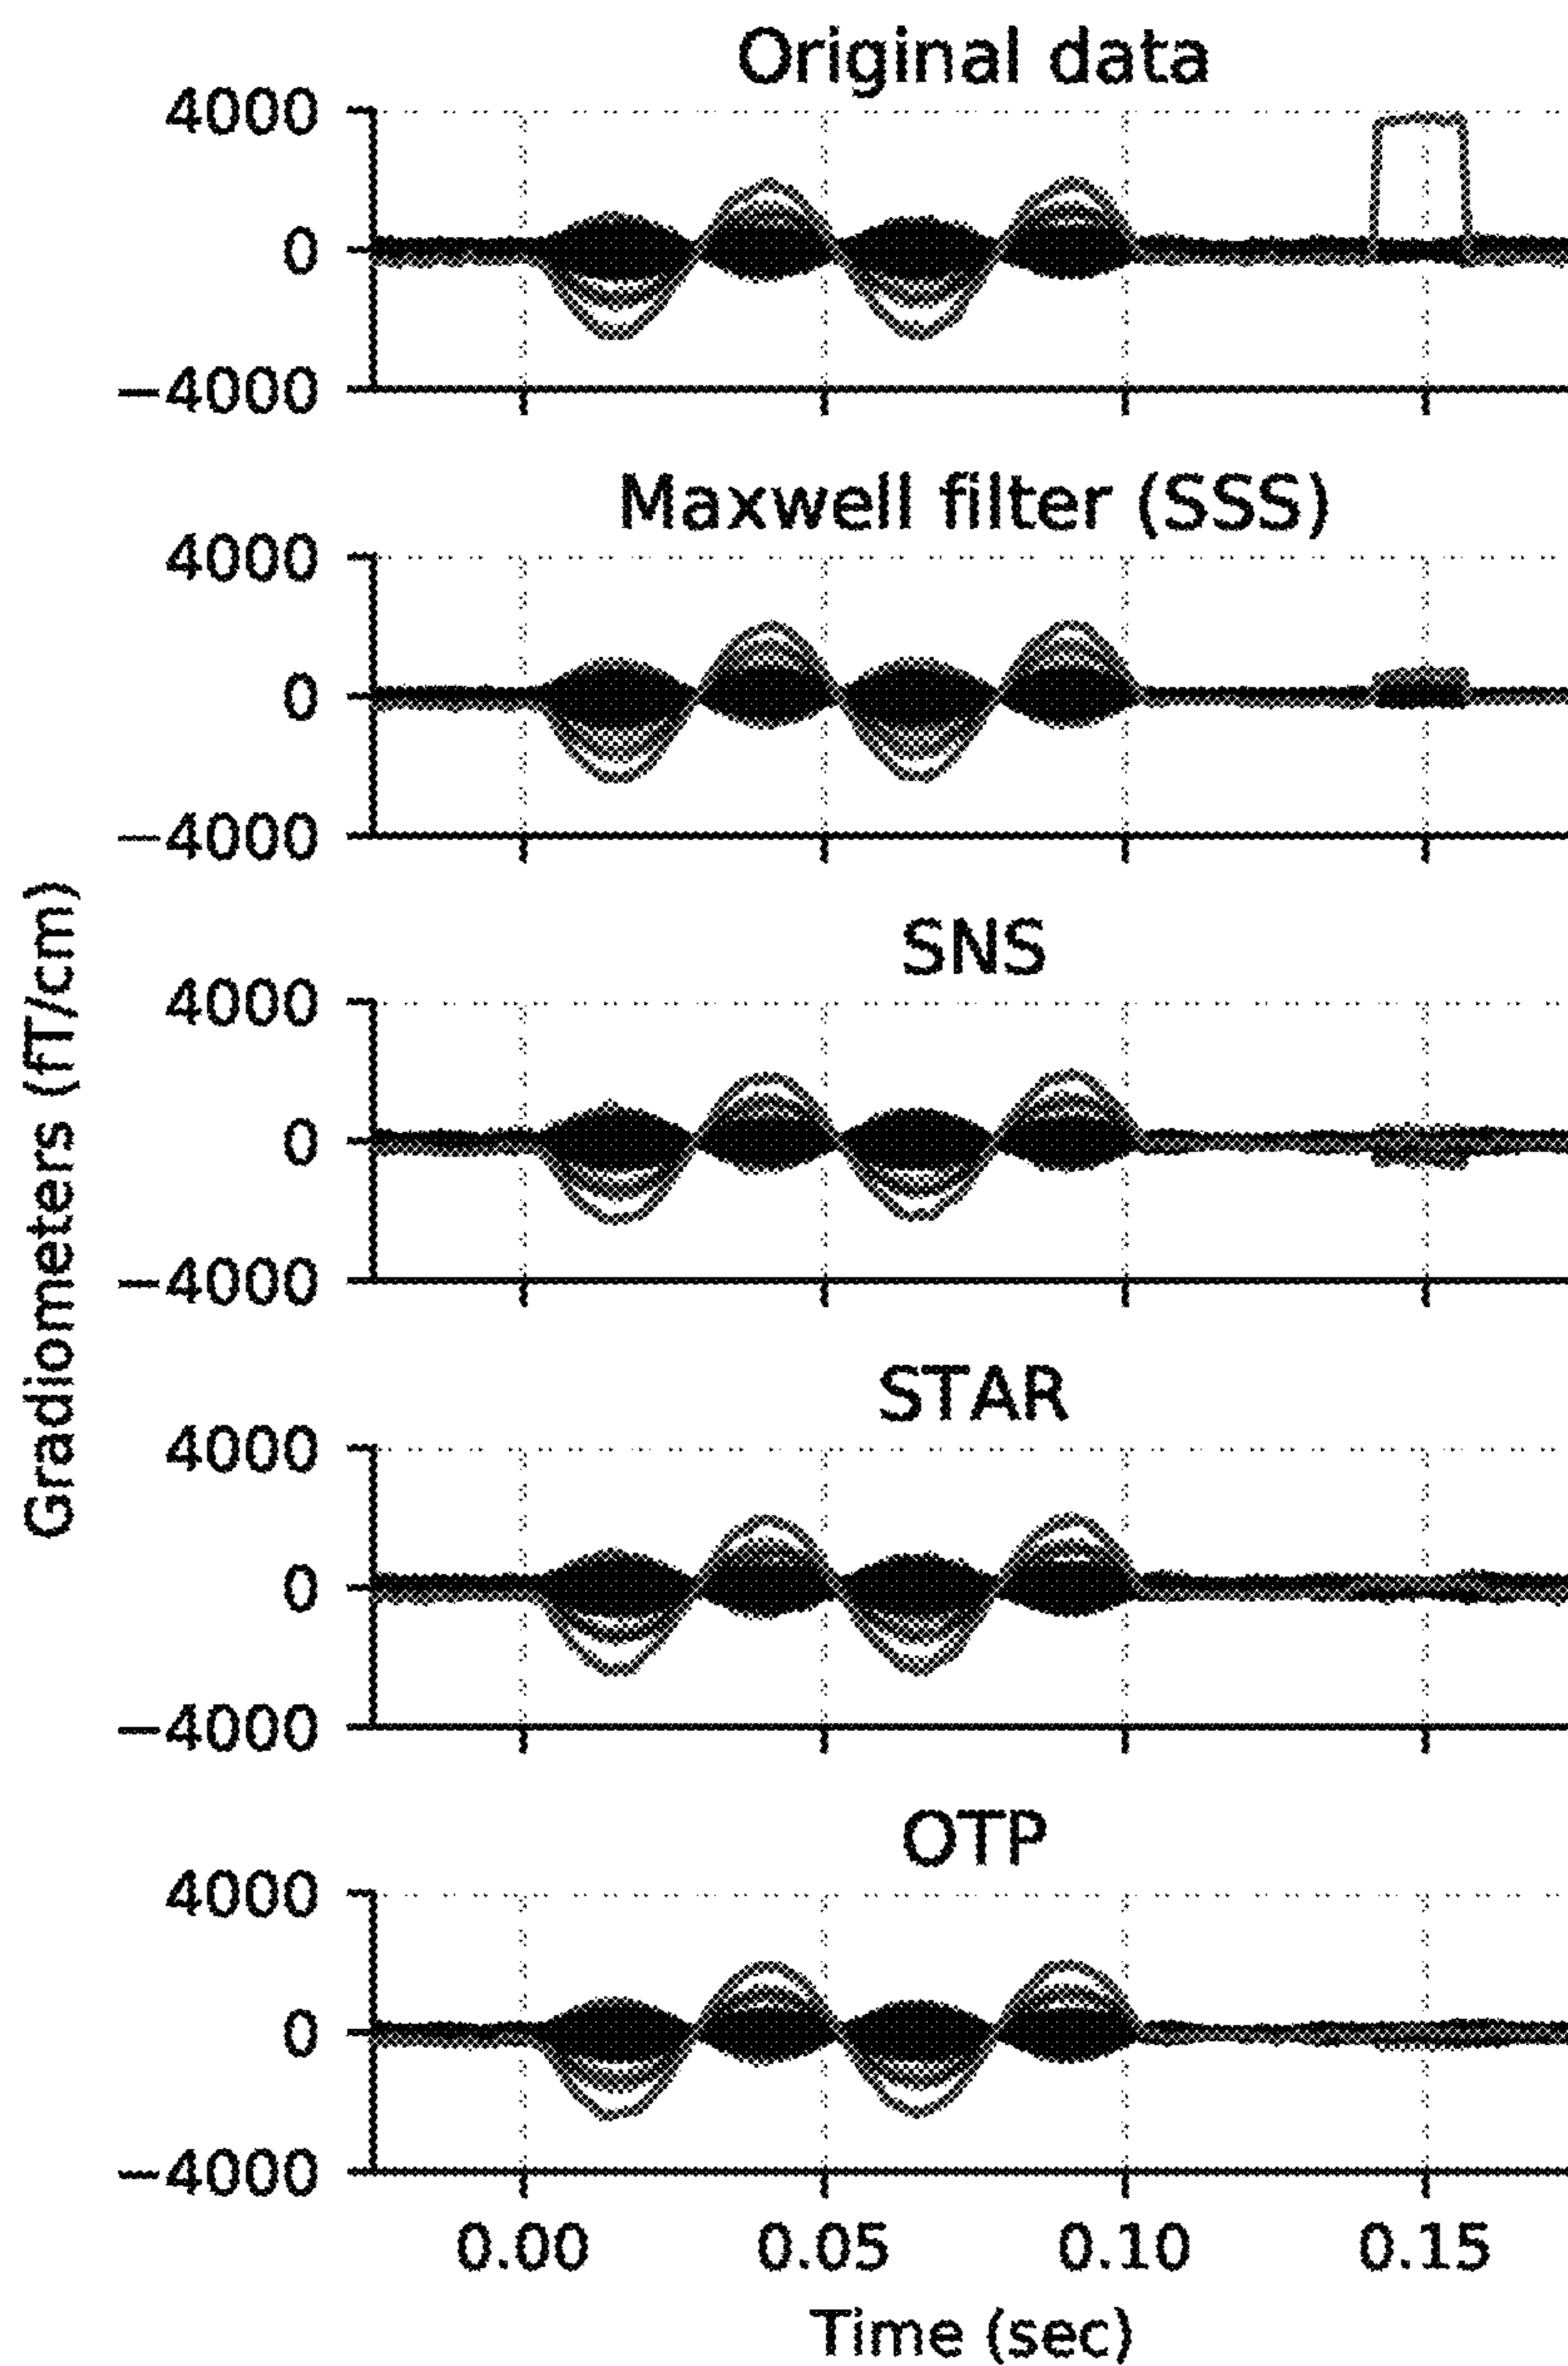 Original data
4000
0
−4000
Maxwell filter (SSS)
4000
0
−4000
SNS
4000
0
−4000
STAR
4000
0
−4000
OTP
4000
0
−4000
0.00 0.05 0.10 0.15
Time (sec)
Gradiometers (fT/cm)